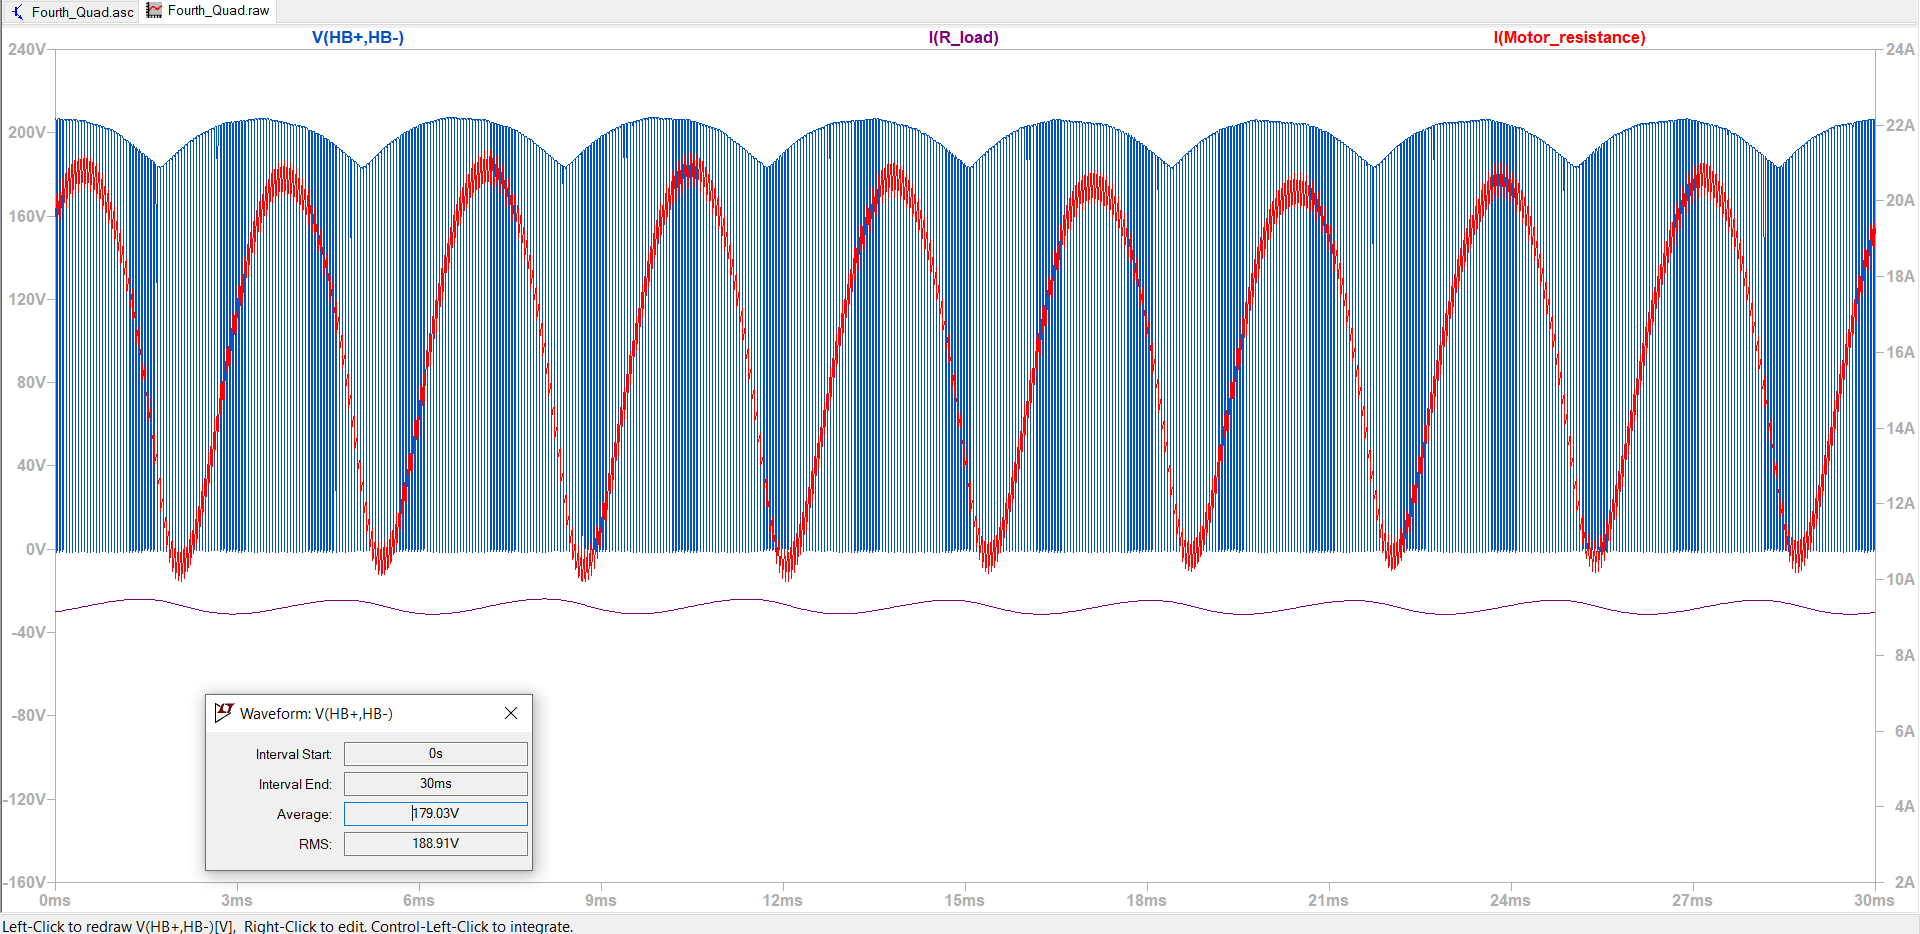 Fourth_Quad.asc Fourth_Quad.raw
V(HB+,HB-) I(R_load) I(Motor_resistance)
240V 24A
200V 22A
160V 20A
120V 18A
80V 16A
40V 14A
0V 12A
-40V 10A
-80V 8A
-120V 6A
-160V 4A
2A
0ms 3ms 6ms 9ms 12ms 15ms 18ms 21ms 24ms 27ms 30ms
Waveform: V(HB+,HB-)
Interval Start: 0s
Interval End: 30ms
Average: 179.03V
RMS: 188.91V
Left-Click to redraw V(HB+,HB-)[V], Right-Click to edit. Control-Left-Click to integrate.